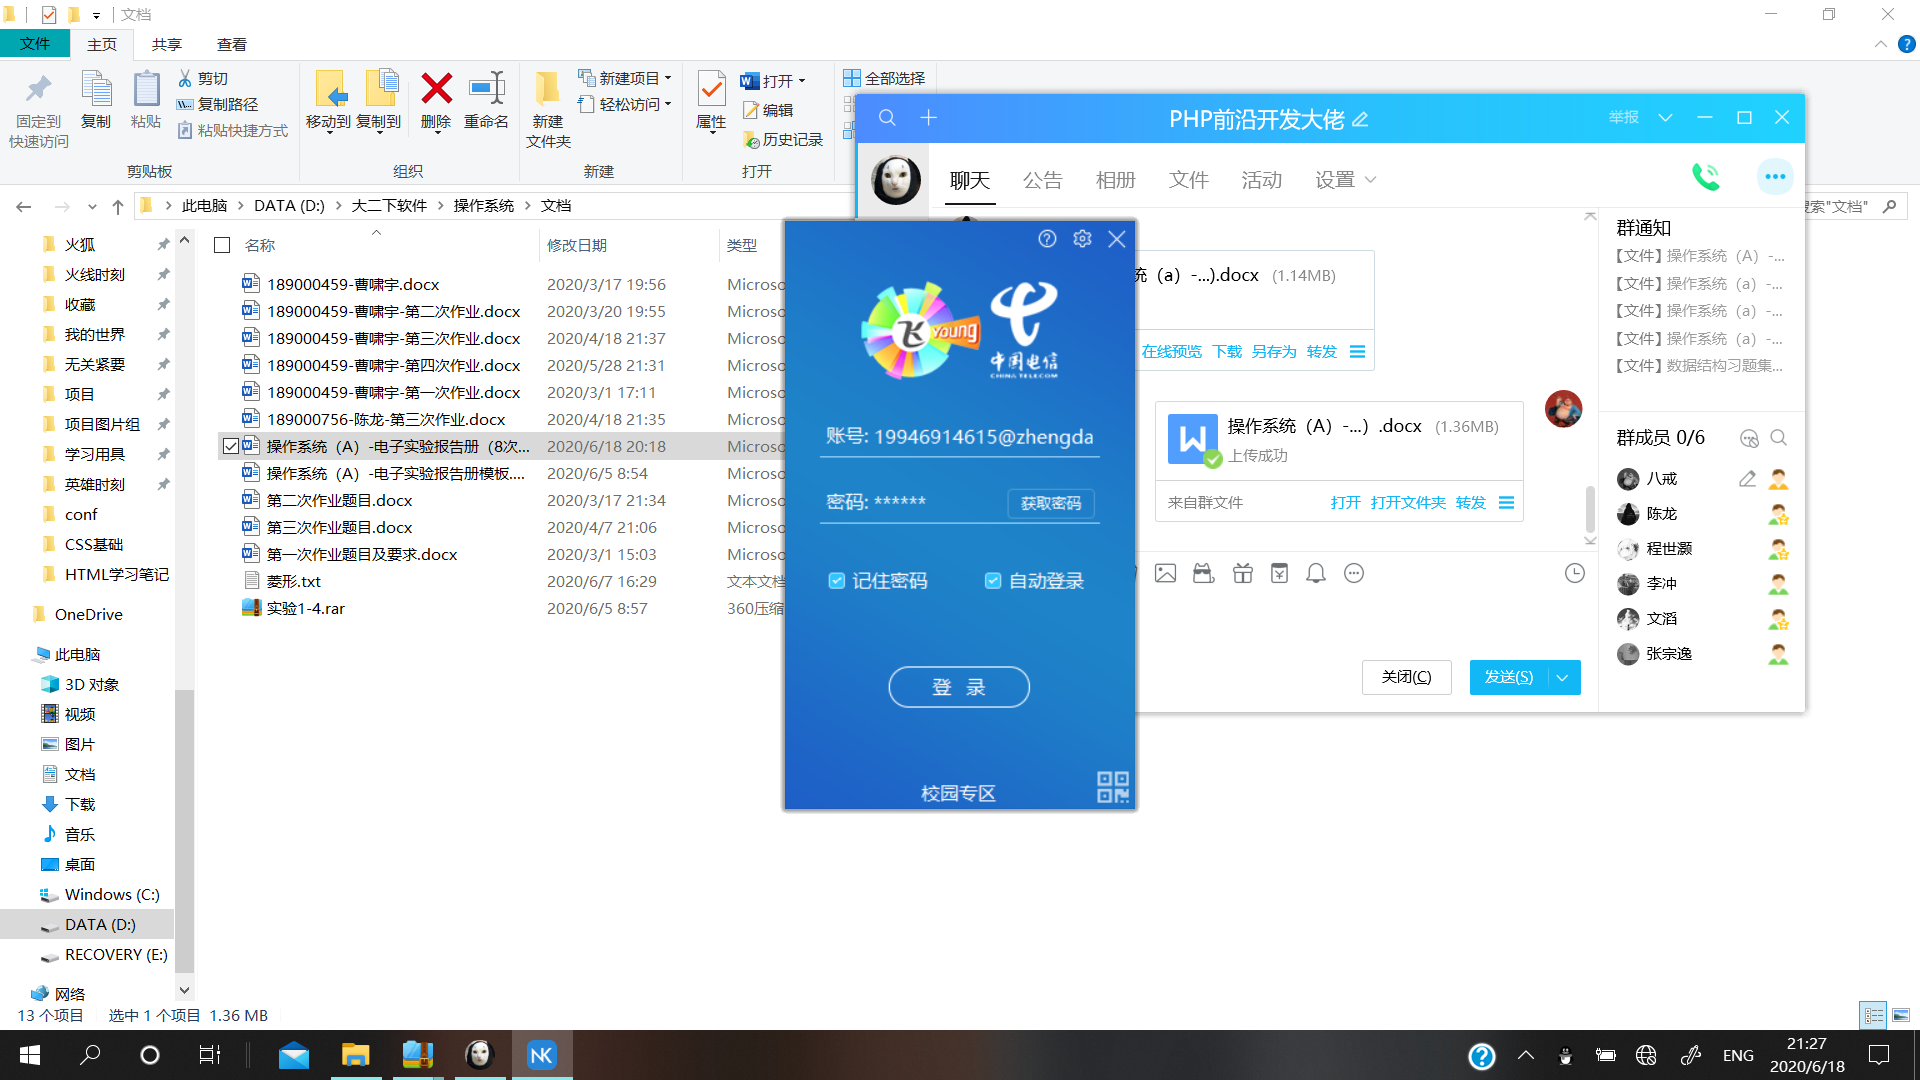 文档
文件
主页
共享
查看
固定到
快速访问
复制
粘贴
剪切
复制路径
粘贴快捷方式
剪贴板
移动到
复制到
删除
重命名
组织
新建
文件夹
新建项目
轻松访问
新建
属性
打开
编辑
历史记录
打开
全部选择
此电脑
DATA (D:)
大二下软件
操作系统
文档
搜索"文档"
名称
修改日期
类型
189000459-曹啸宇.docx 2020/3/17 19:56 Microso
189000459-曹啸宇-第二次作业.docx 2020/3/20 19:55 Microso
189000459-曹啸宇-第三次作业.docx 2020/4/18 21:37 Microso
189000459-曹啸宇-第四次作业.docx 2020/5/28 21:31 Microso
189000459-曹啸宇-第一次作业.docx 2020/3/1 17:11 Microso
189000756-陈龙-第三次作业.docx 2020/4/18 21:35 Microso
操作系统（A）-电子实验报告册（8次... 2020/6/18 20:18 Microso
操作系统（A）-电子实验报告册模板.... 2020/6/5 8:54 Microso
第二次作业题目.docx 2020/3/17 21:34 Microso
第三次作业题目.docx 2020/4/7 21:06 Microso
第一次作业题目及要求.docx 2020/3/1 15:03 Microso
菱形.txt 2020/6/7 16:29 文本文档
实验1-4.rar 2020/6/5 8:57 360压缩
火狐
火线时刻
收藏
我的世界
无关紧要
项目
项目图片组
学习用具
英雄时刻
conf
CSS基础
HTML学习笔记
OneDrive
此电脑
3D 对象
视频
图片
文档
下载
音乐
桌面
Windows (C:)
DATA (D:)
RECOVERY (E:)
网络
13 个项目 选中 1 个项目 1.36 MB
Young
中国电信
CHINA TELECOM
账号: 19946914615@zhengda
密码: ******
获取密码
记住密码
自动登录
登 录
校园专区
PHP前沿开发大佬
举报
聊天
公告
相册
文件
活动
设置
统（a）-...).docx (1.14MB)
在线预览 下载 另存为 转发
操作系统（A）-...）.docx (1.36MB)
上传成功
来自群文件
打开 打开文件夹 转发
关闭(C)
发送(S)
群通知
【文件】操作系统（A）-...
【文件】操作系统（a）-...
【文件】操作系统（a）-...
【文件】操作系统（a）-...
【文件】数据结构习题集...
群成员 0/6
八戒
陈龙
程世灏
李冲
文滔
张宗逸
NK
ENG
21:27
2020/6/18